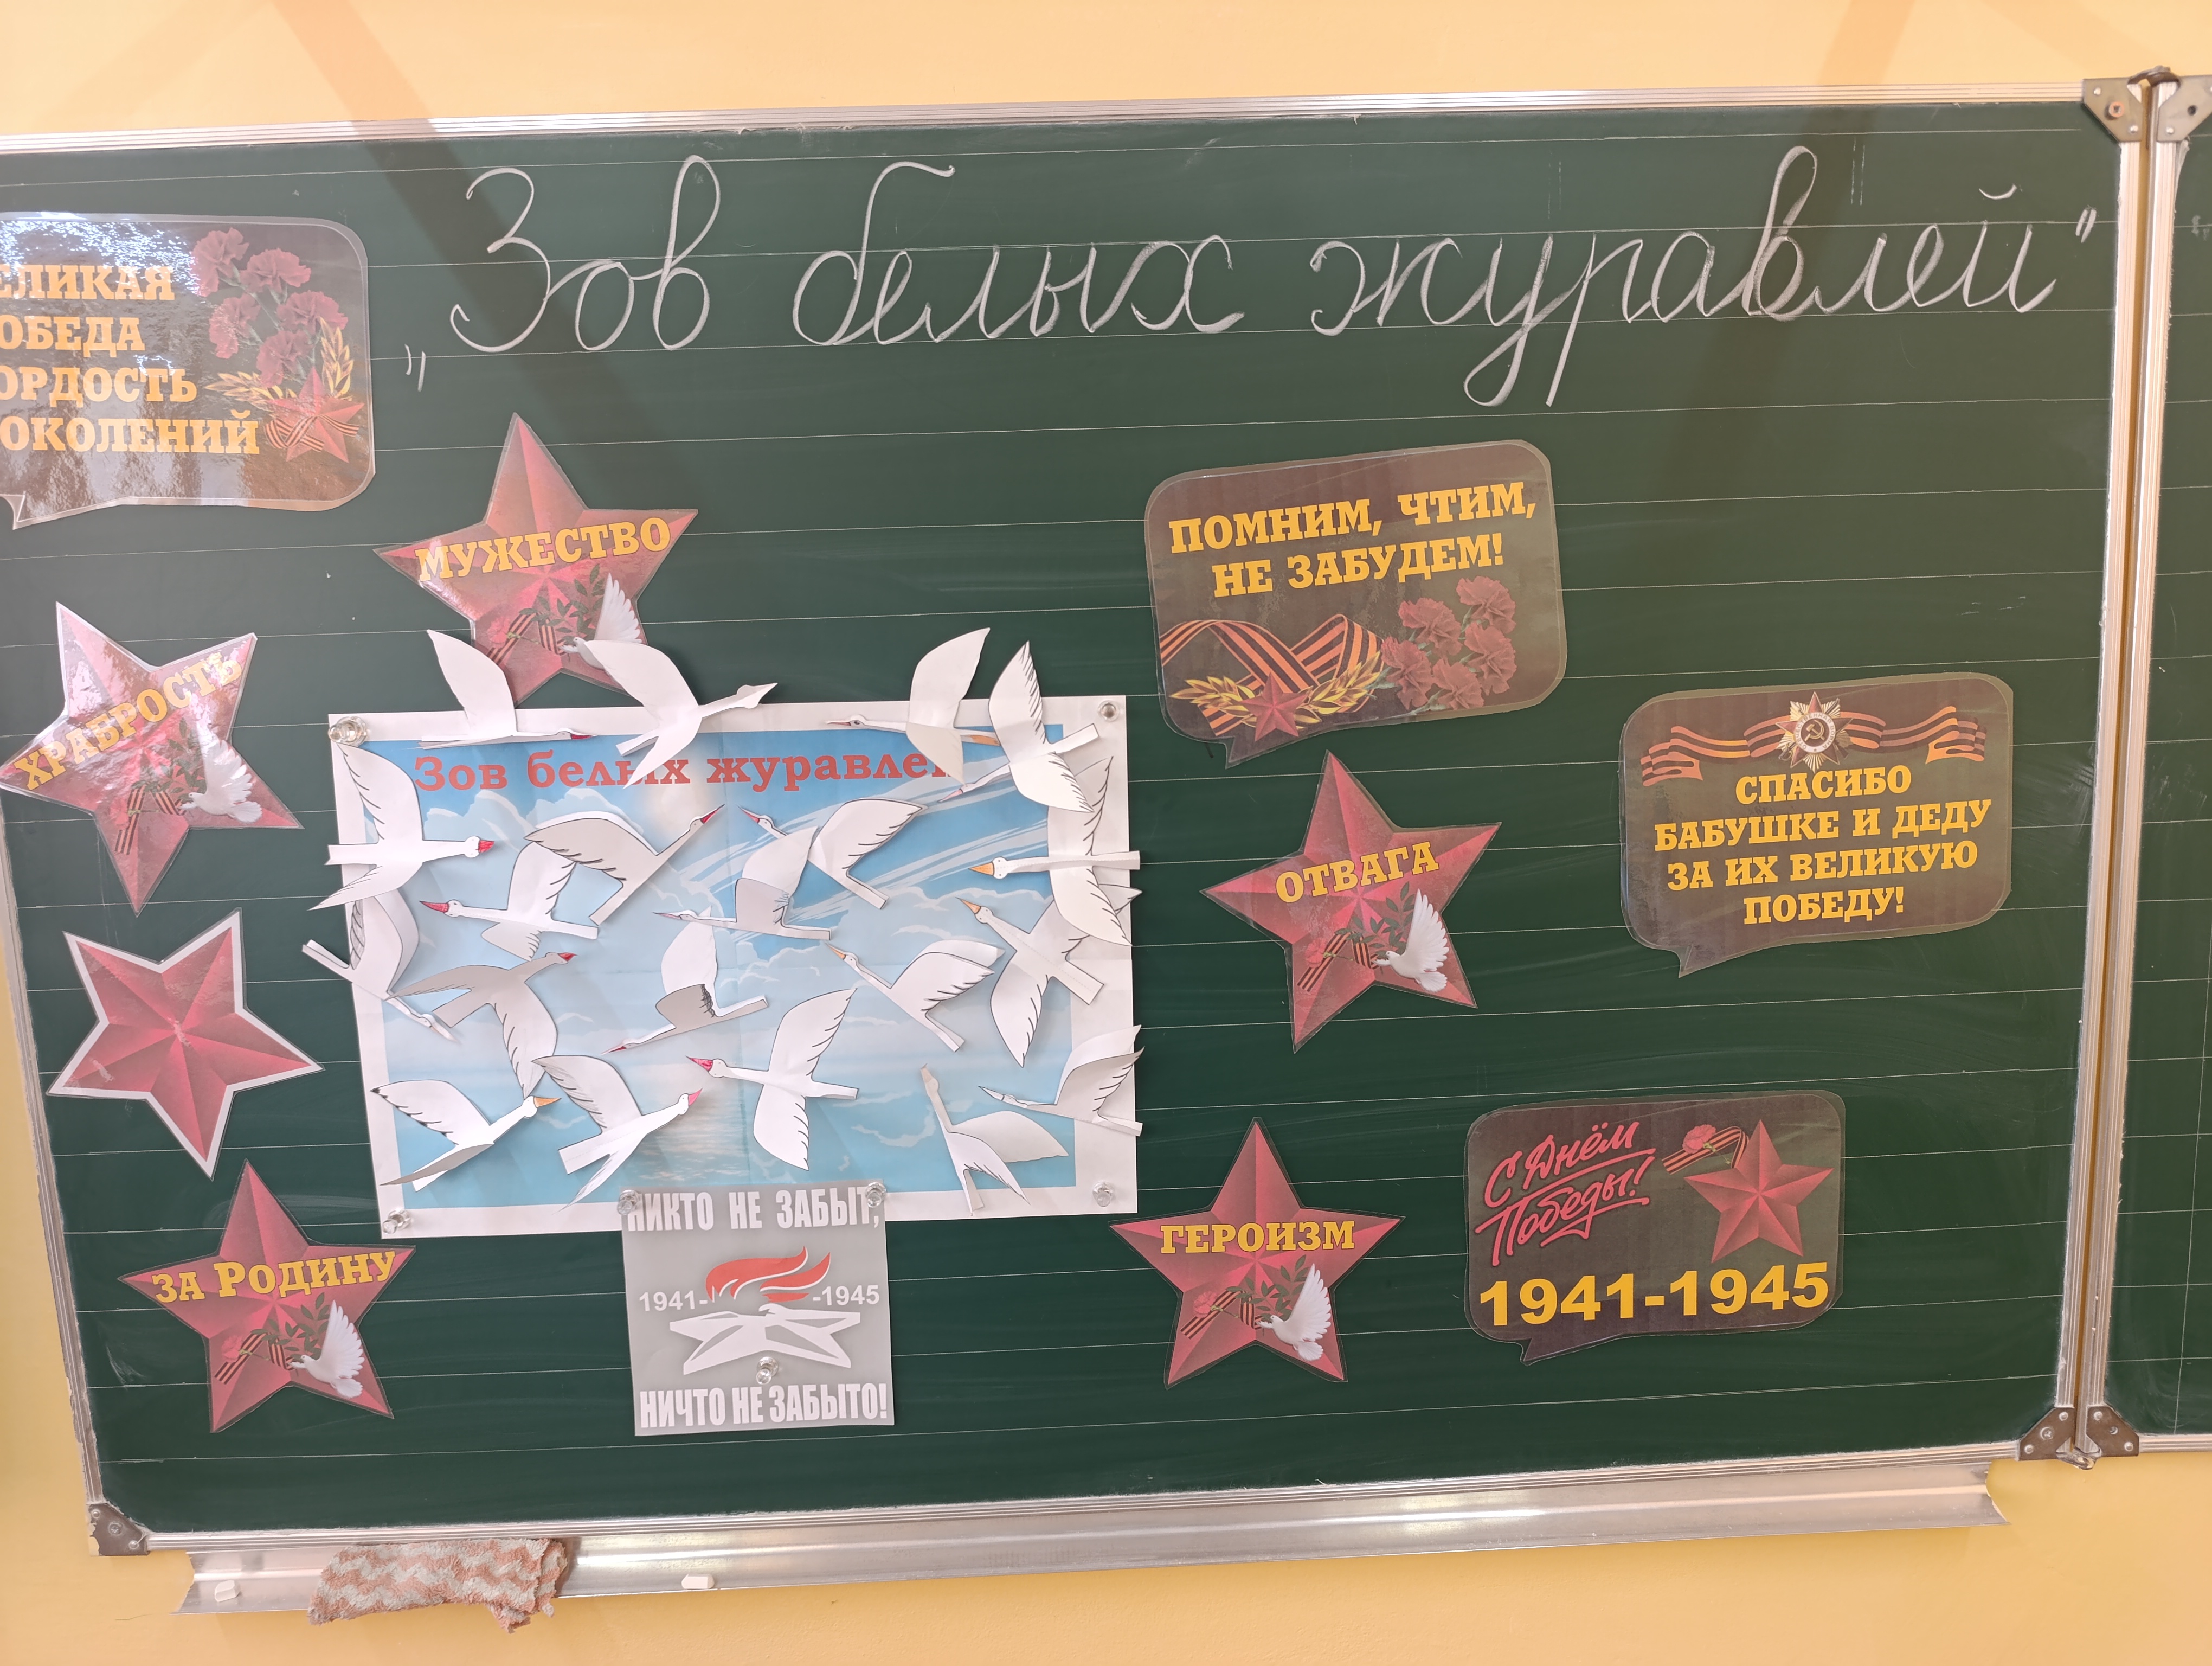 „Зов белых журавлей"
ЕЛИКАЯ
ОБЕДА
ОРДОСТЬ
ОКОЛЕНИЙ
МУЖЕСТВО
ПОМНИМ, ЧТИМ,
НЕ ЗАБУДЕМ!
ХРАБРОСТЬ
Зов белых журавле
СПАСИБО
БАБУШКЕ И ДЕДУ
ЗА ИХ ВЕЛИКУЮ
ПОБЕДУ!
ОТВАГА
ЗА РОДИНУ
НИКТО НЕ ЗАБЫТ,
1941- -1945
НИЧТО НЕ ЗАБЫТО!
ГЕРОИЗМ
С Днём
Победы!
1941-1945